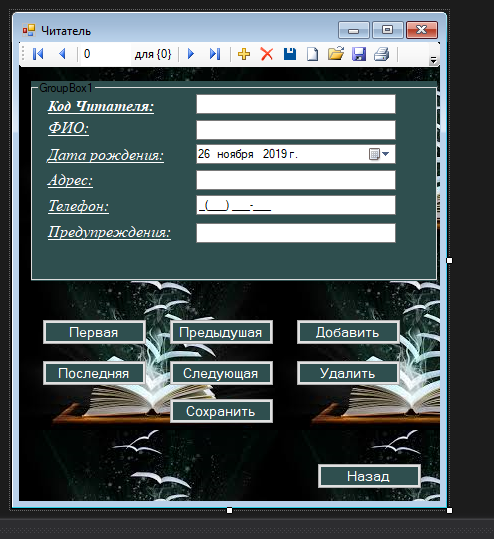 Читатель
0 для {0}
GroupBox1
Код Читателя:
ФИО:
Дата рождения: 26 ноября 2019 г.
Адрес:
Телефон: _(___) ___-___
Предупреждения:
Первая Предыдушая Добавить
Последняя Следующая Удалить
Сохранить
Назад